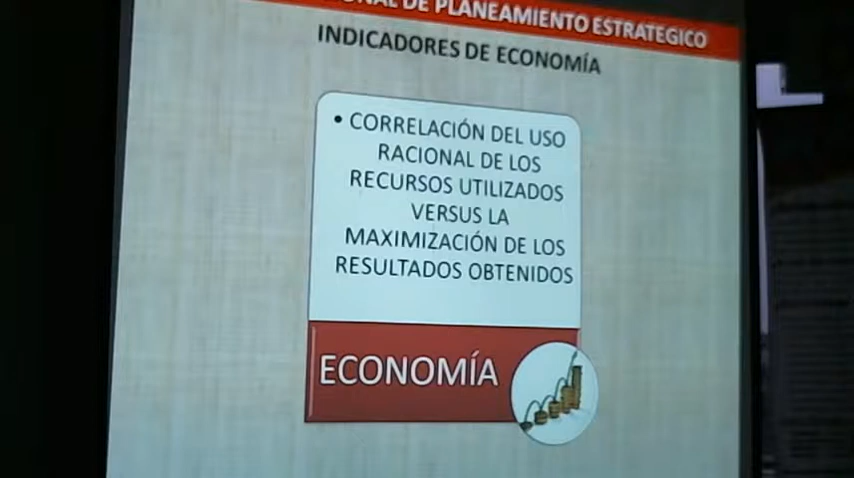 DE PLANEAMIENTO ESTRATEGICO
INDICADORES DE ECONOMÍA
• CORRELACIÓN DEL USO
RACIONAL DE LOS
RECURSOS UTILIZADOS
VERSUS LA
MAXIMIZACIÓN DE LOS
RESULTADOS OBTENIDOS
ECONOMÍA